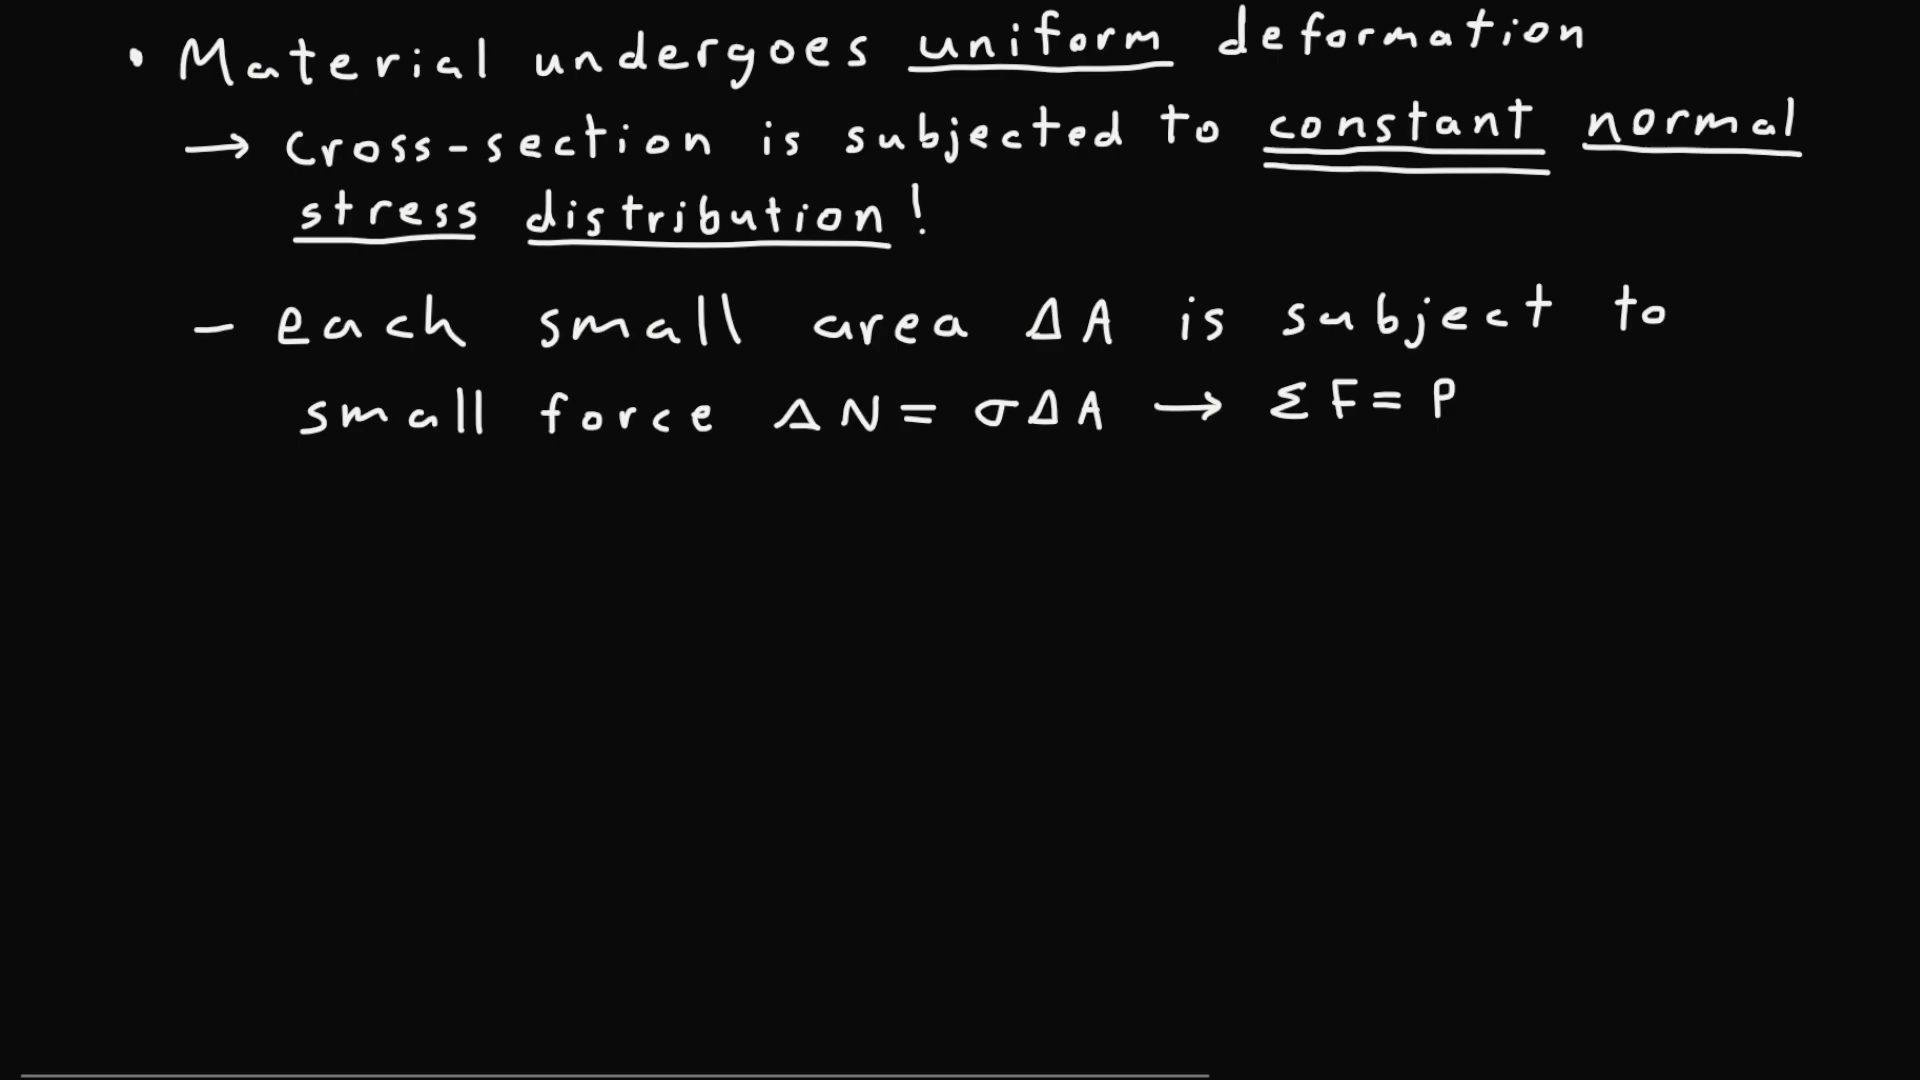 • Material undergoes uniform deformation
→ Cross-section is subjected to constant normal
stress distribution!
- each small area ΔA is subject to
small force ΔN = σΔA → ΣF = P